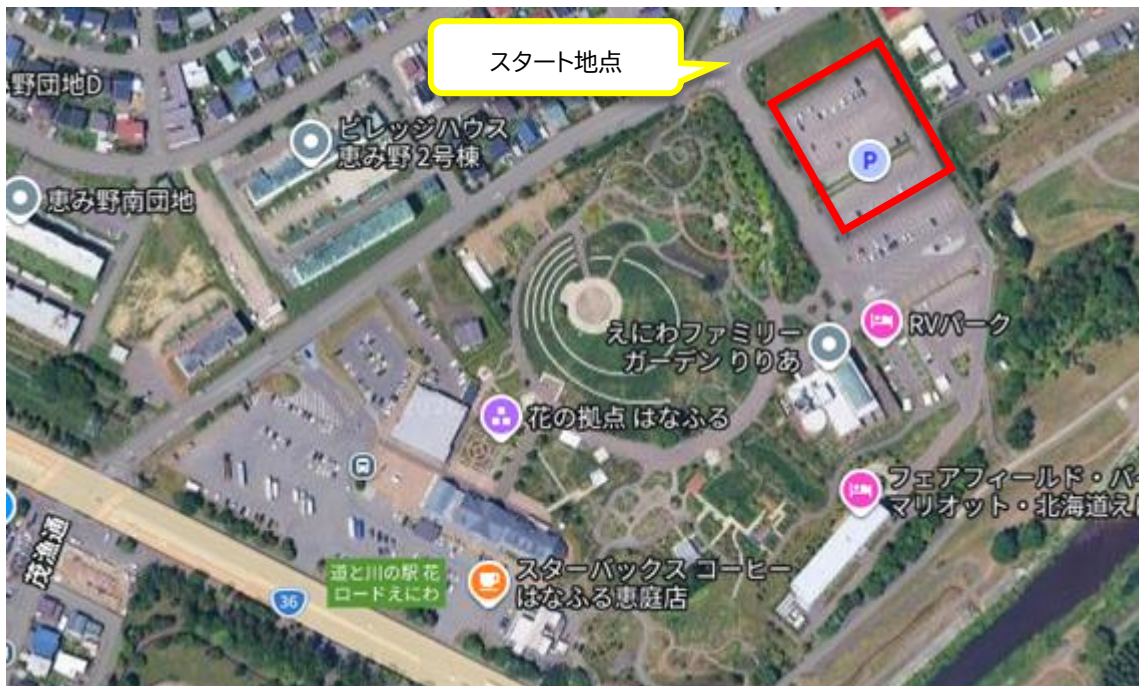 スタート地点
野団地D
ビレッジハウス
恵み野 2号棟
恵み野南団地
P
RVパーク
えにわファミリー
ガーデン りりあ
花の拠点 はなふる
フェアフィールド・バ
マリオット・北海道え
茂漁通
道と川の駅 花
ロードえにわ
36
スターバックス コーヒー
はなふる恵庭店